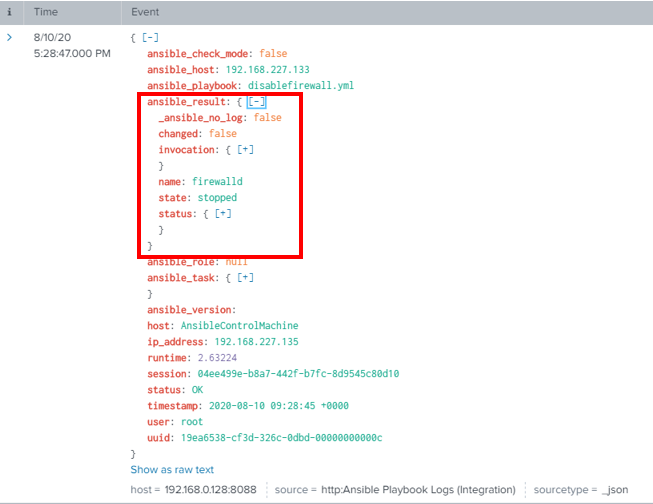 i Time Event
> 8/10/20 { [-]
5:28:47.000 PM ansible_check_mode: false
ansible_host: 192.168.227.133
ansible_playbook: disablefirewall.yml
ansible_result: { [-]
_ansible_no_log: false
changed: false
invocation: { [+]
}
name: firewalld
state: stopped
status: { [+]
}
}
ansible_role: null
ansible_task: { [+]
}
ansible_version:
host: AnsibleControlMachine
ip_address: 192.168.227.135
runtime: 2.63224
session: 04ee499e-b8a7-442f-b7fc-8d9545c80d10
status: OK
timestamp: 2020-08-10 09:28:45 +0000
user: root
uuid: 19ea6538-cf3d-326c-0dbd-00000000000c
}
Show as raw text
host = 192.168.0.128:8088 source = http:Ansible Playbook Logs (Integration) sourcetype = _json